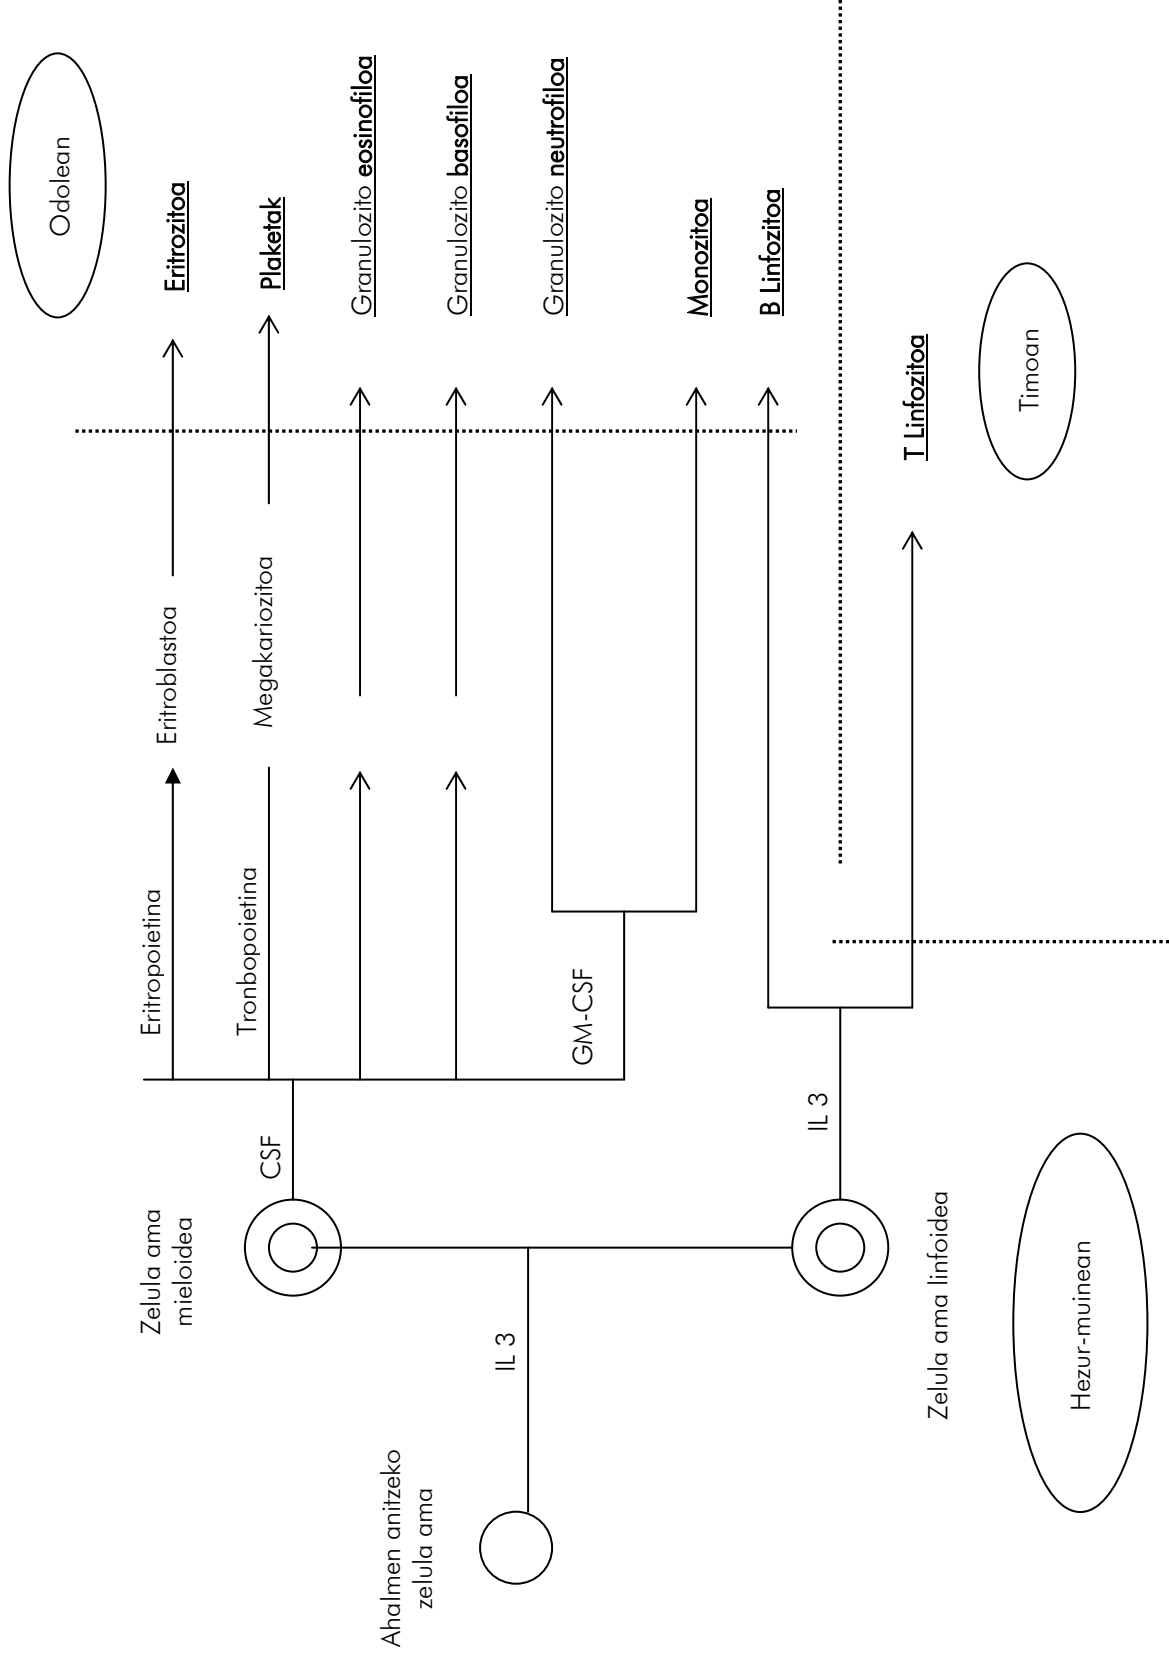 Odolean
Eritropoietina
Eritroblastoa
Eritrozitoa
Zelula ama
mieloidea
CSF
Tronbopoietina
Megakariozitoa
Plaketak
Granulozito eosinofiloa
Granulozito basofiloa
Granulozito neutrofiloa
Ahalmen anitzeko
zelula ama
IL 3
GM-CSF
Monozitoa
B Linfozitoa
IL 3
Zelula ama linfoidea
T Linfozitoa
Timoan
Hezur-muinean